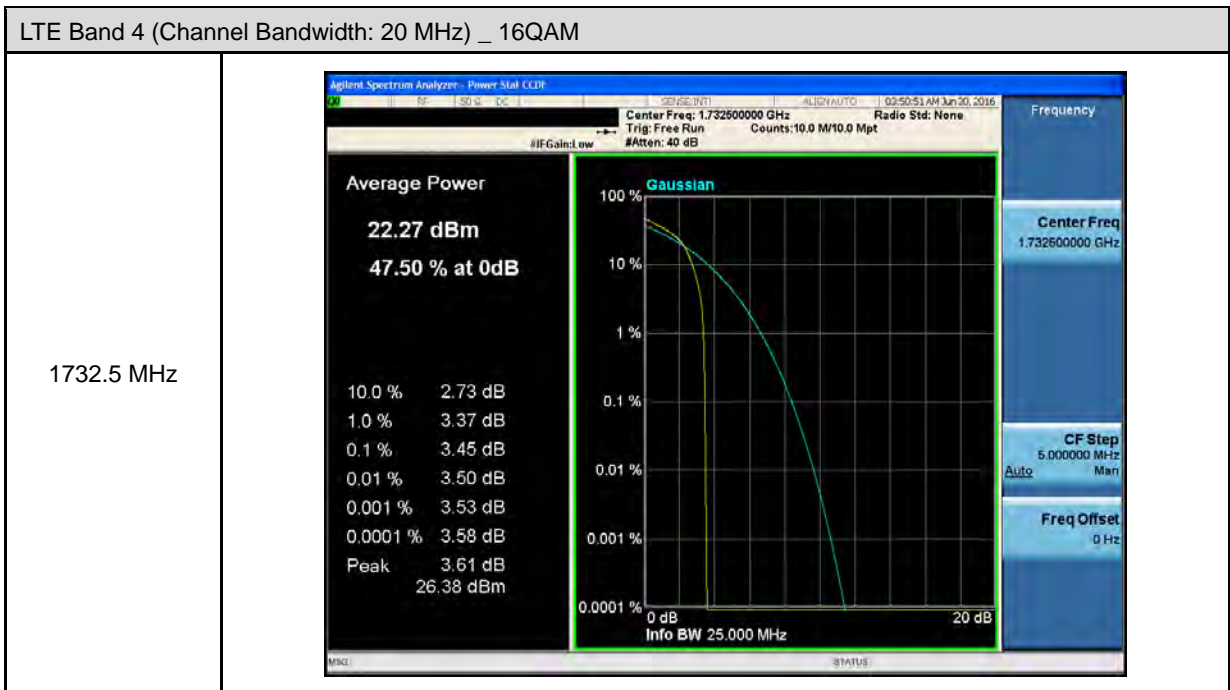 LTE Band 4 (Channel Bandwidth: 20 MHz) _ 16QAM
1732.5 MHz
Agilent Spectrum Analyzer - Power Stat CCDF
RF 50 Ω DC SENSE:INT ALIGN AUTO 03:50:51 AM Jun 30, 2016
Center Freq: 1.732500000 GHz Radio Std: None
Trig: Free Run Counts:10.0 M/10.0 Mpt
#IFGain:Low #Atten: 40 dB
Average Power
22.27 dBm
47.50 % at 0dB
10.0 % 2.73 dB
1.0 % 3.37 dB
0.1 % 3.45 dB
0.01 % 3.50 dB
0.001 % 3.53 dB
0.0001 % 3.58 dB
Peak 3.61 dB
26.38 dBm
Gaussian
100 %
10 %
1 %
0.1 %
0.01 %
0.001 %
0.0001 %
0 dB 20 dB
Info BW 25.000 MHz
Frequency
Center Freq
1.732500000 GHz
CF Step
5.000000 MHz
Auto Man
Freq Offset
0 Hz
MSG STATUS